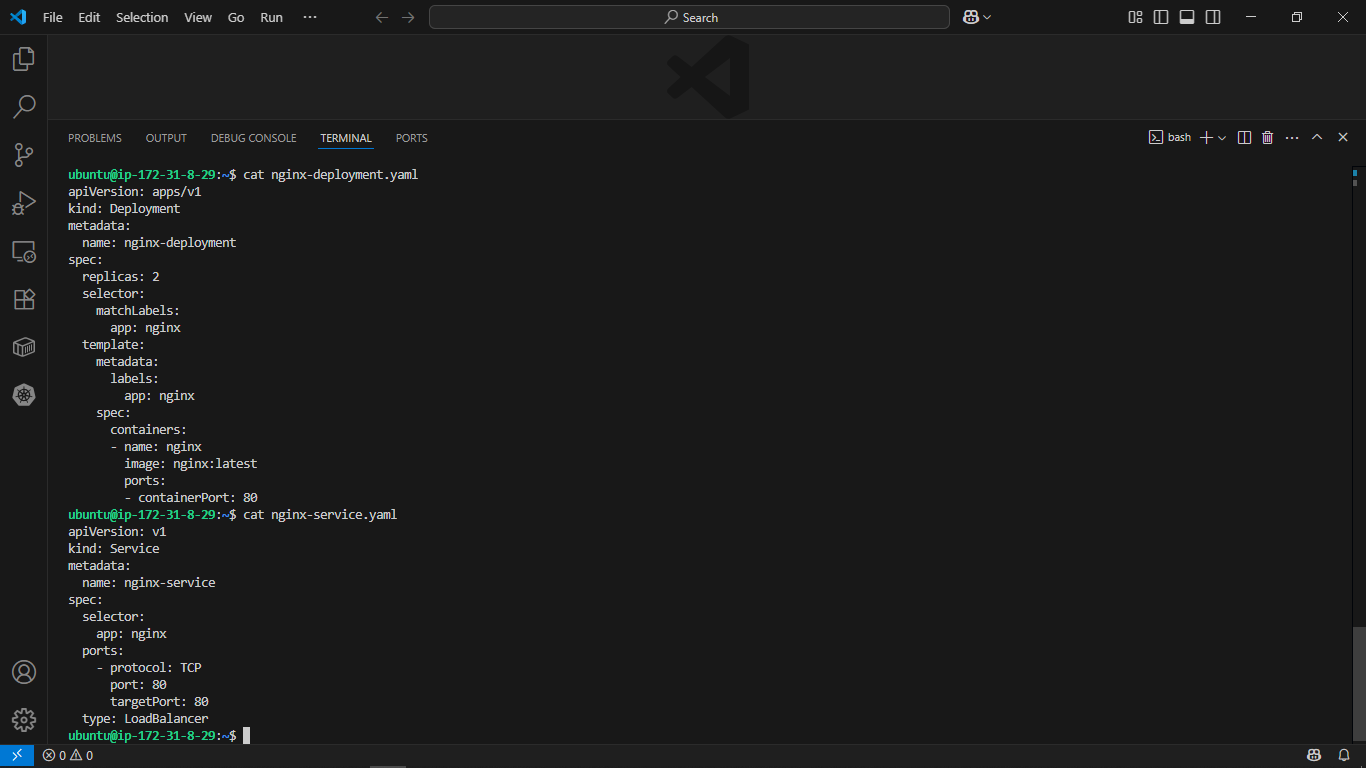 File Edit Selection View Go Run ··· Search
PROBLEMS OUTPUT DEBUG CONSOLE TERMINAL PORTS bash
ubuntu@ip-172-31-8-29:~$ cat nginx-deployment.yaml
apiVersion: apps/v1
kind: Deployment
metadata:
  name: nginx-deployment
spec:
  replicas: 2
  selector:
    matchLabels:
      app: nginx
  template:
    metadata:
      labels:
        app: nginx
    spec:
      containers:
      - name: nginx
        image: nginx:latest
        ports:
        - containerPort: 80
ubuntu@ip-172-31-8-29:~$ cat nginx-service.yaml
apiVersion: v1
kind: Service
metadata:
  name: nginx-service
spec:
  selector:
    app: nginx
  ports:
    - protocol: TCP
      port: 80
      targetPort: 80
  type: LoadBalancer
ubuntu@ip-172-31-8-29:~$
0 0